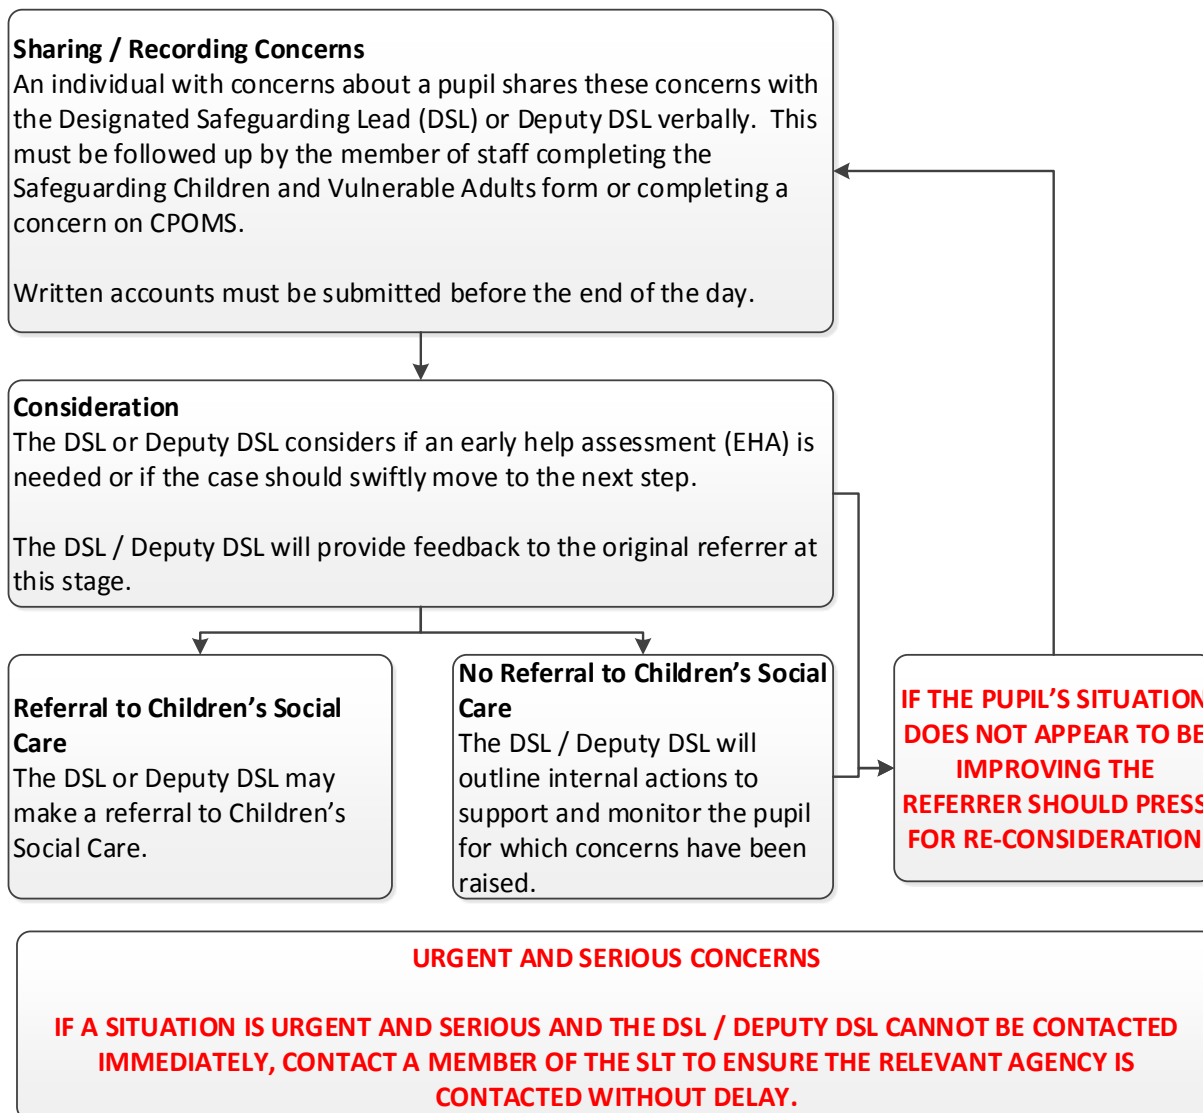 Sharing / Recording Concerns
An individual with concerns about a pupil shares these concerns with
the Designated Safeguarding Lead (DSL) or Deputy DSL verbally.  This
must be followed up by the member of staff completing the
Safeguarding Children and Vulnerable Adults form or completing a
concern on CPOMS.
Written accounts must be submitted before the end of the day.
Consideration
The DSL or Deputy DSL considers if an early help assessment (EHA) is
needed or if the case should swiftly move to the next step.
The DSL / Deputy DSL will provide feedback to the original referrer at
this stage.
Referral to Children’s Social
Care
The DSL or Deputy DSL may
make a referral to Children’s
Social Care.
No Referral to Children’s Social
Care
The DSL / Deputy DSL will
outline internal actions to
support and monitor the pupil
for which concerns have been
raised.
IF THE PUPIL’S SITUATION
DOES NOT APPEAR TO BE
IMPROVING THE
REFERRER SHOULD PRESS
FOR RE-CONSIDERATION
URGENT AND SERIOUS CONCERNS
IF A SITUATION IS URGENT AND SERIOUS AND THE DSL / DEPUTY DSL CANNOT BE CONTACTED
IMMEDIATELY, CONTACT A MEMBER OF THE SLT TO ENSURE THE RELEVANT AGENCY IS
CONTACTED WITHOUT DELAY.